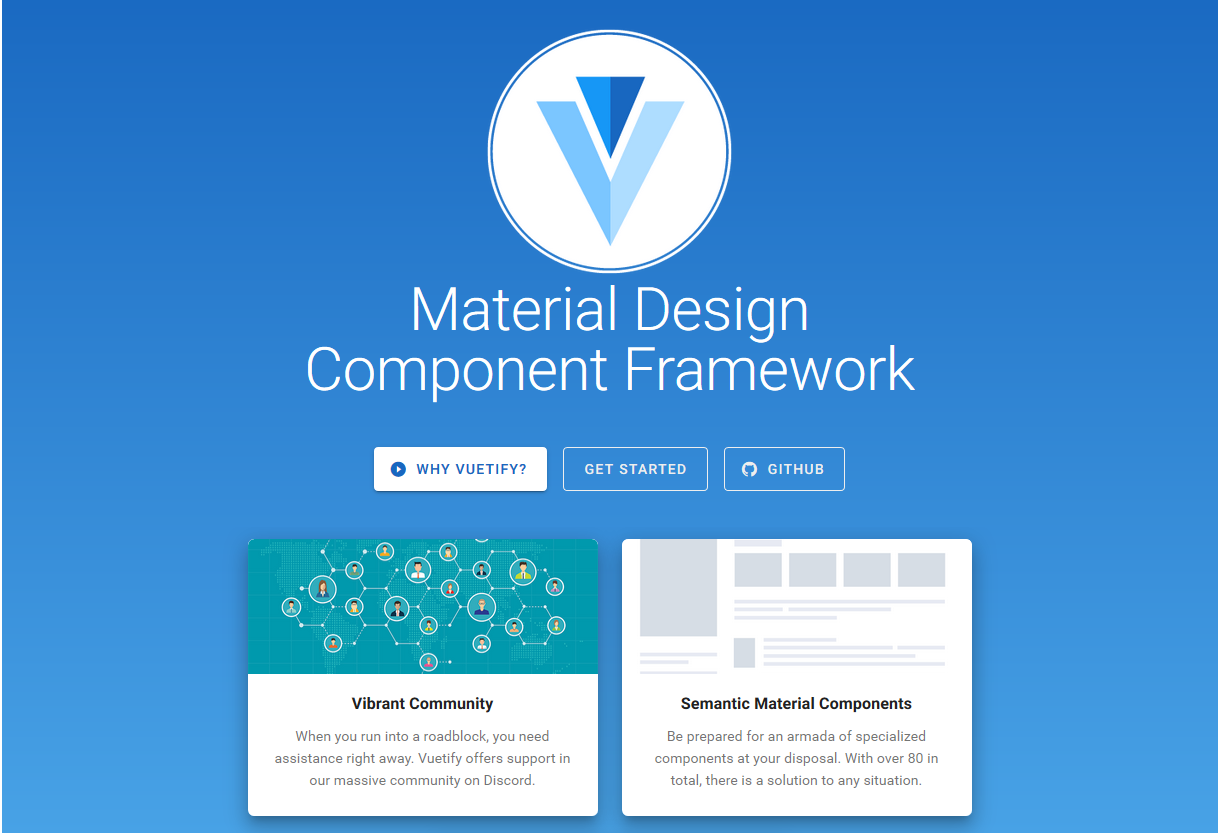 Material Design
Component Framework
WHY VUETIFY?
GET STARTED
GITHUB
Vibrant Community
When you run into a roadblock, you need
assistance right away. Vuetify offers support in
our massive community on Discord.
Semantic Material Components
Be prepared for an armada of specialized
components at your disposal. With over 80 in
total, there is a solution to any situation.